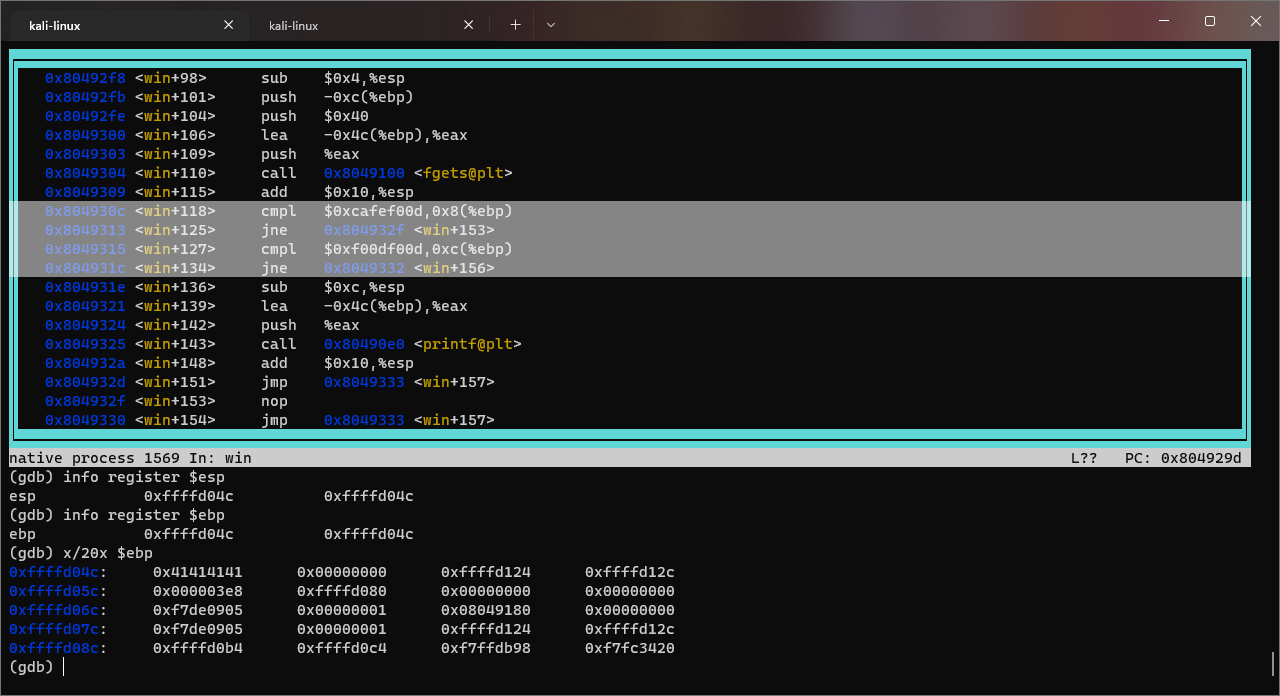 kali-linux
kali-linux
0x80492f8 <win+98> sub $0x4,%esp
0x80492fb <win+101> push -0xc(%ebp)
0x80492fe <win+104> push $0x40
0x8049300 <win+106> lea -0x4c(%ebp),%eax
0x8049303 <win+109> push %eax
0x8049304 <win+110> call 0x8049100 <fgets@plt>
0x8049309 <win+115> add $0x10,%esp
0x804930c <win+118> cmpl $0xcafef00d,0x8(%ebp)
0x8049313 <win+125> jne 0x804932f <win+153>
0x8049315 <win+127> cmpl $0xf00df00d,0xc(%ebp)
0x804931c <win+134> jne 0x8049332 <win+156>
0x804931e <win+136> sub $0xc,%esp
0x8049321 <win+139> lea -0x4c(%ebp),%eax
0x8049324 <win+142> push %eax
0x8049325 <win+143> call 0x80490e0 <printf@plt>
0x804932a <win+148> add $0x10,%esp
0x804932d <win+151> jmp 0x8049333 <win+157>
0x804932f <win+153> nop
0x8049330 <win+154> jmp 0x8049333 <win+157>
native process 1569 In: win L?? PC: 0x804929d
(gdb) info register $esp
esp 0xffffd04c 0xffffd04c
(gdb) info register $ebp
ebp 0xffffd04c 0xffffd04c
(gdb) x/20x $ebp
0xffffd04c: 0x41414141 0x00000000 0xffffd124 0xffffd12c
0xffffd05c: 0x000003e8 0xffffd080 0x00000000 0x00000000
0xffffd06c: 0xf7de0905 0x00000001 0x08049180 0x00000000
0xffffd07c: 0xf7de0905 0x00000001 0xffffd124 0xffffd12c
0xffffd08c: 0xffffd0b4 0xffffd0c4 0xf7ffdb98 0xf7fc3420
(gdb)